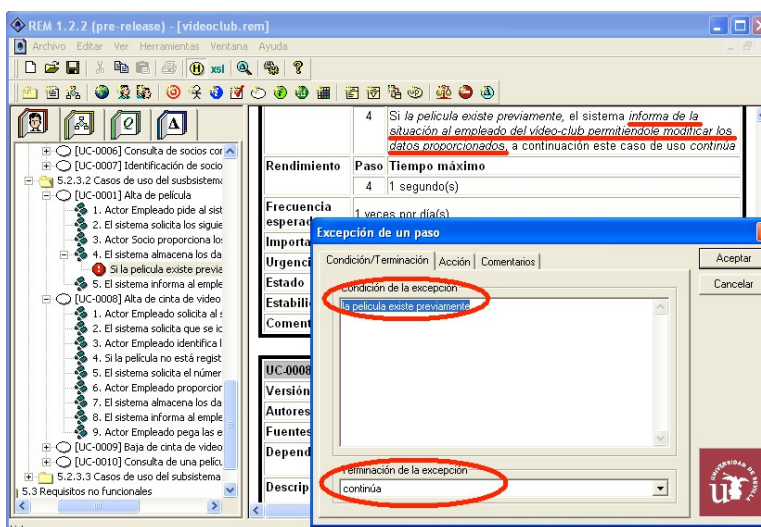 REM 1.2.2 (pre-release) - [videoclub.rem]
Archivo Editar Ver Herramientas Ventana Ayuda
xsl
[UC-0006] Consulta de socios cor
[UC-0007] Identificación de socio
5.2.3.2 Casos de uso del susbsistema
[UC-0001] Alta de película
1. Actor Empleado pide al sist
2. El sistema solicita los siguie
3. Actor Socio proporciona los
4. El sistema almacena los da
Si la pelicula existe previa
5. El sistema informa al emple
[UC-0008] Alta de cinta de video
1. Actor Empleado solicita al s
2. El sistema solicita que se ic
3. Actor Empleado identifica l
4. Si la película no está regist
5. El sistema solicita el númer
6. Actor Empleado proporcior
7. El sistema almacena los da
8. El sistema informa al emple
9. Actor Empleado pega las e
[UC-0009] Baja de cinta de video
[UC-0010] Consulta de una pelícu
5.2.3.3 Casos de uso del subsistema
5.3 Requisitos no funcionales
4 Si la pelicula existe previamente, el sistema informa de la
situación al empleado del vídeo-club permitiéndole modificar los
datos proporcionados, a continuación este caso de uso continúa
Rendimiento Paso Tiempo máximo
4 1 segundo(s)
Frecuencia
esperad 1 veces por día(s)
Importa
Urgenci
Estado
Estabili
Coment
UC-0008
Versión
Autores
Fuentes
Depend
Descrip
Excepción de un paso
Condición/Terminación Acción Comentarios
Condición de la excepción
la pelicula existe previamente
Terminación de la excepción
continúa
Aceptar
Cancelar
UNIVERSIDAD DE SEVILLA